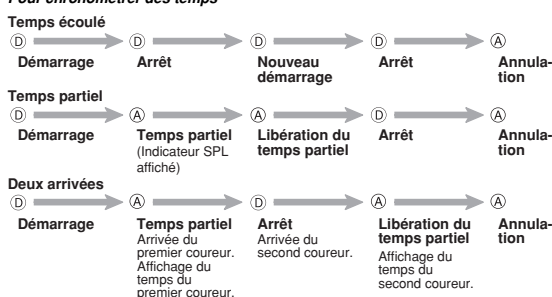 Pour chronométrer des temps
Temps écoulé
D D D D A
Démarrage Arrêt Nouveau démarrage Arrêt Annula-tion
Temps partiel
D A A D A
Démarrage Temps partiel (Indicateur SPL affiché) Libération du temps partiel Arrêt Annula-tion
Deux arrivées
D A D A A
Démarrage Temps partiel Arrivée du premier coureur. Affichage du temps du premier coureur. Arrêt Arrivée du second coureur. Libération du temps partiel Affichage du temps du second coureur. Annula-tion